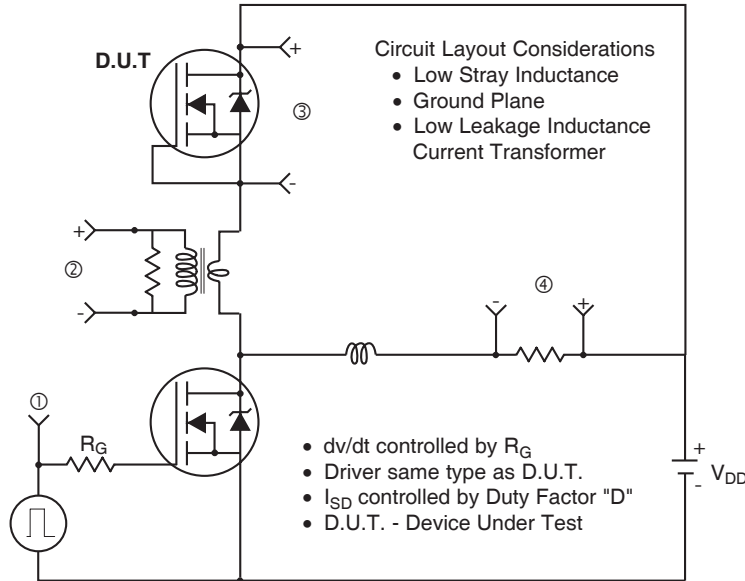 D.U.T
+
-
③
Circuit Layout Considerations
• Low Stray Inductance
• Ground Plane
• Low Leakage Inductance
Current Transformer
+
②
-
-
④
+
①
RG
• dv/dt controlled by RG
• Driver same type as D.U.T.
• ISD controlled by Duty Factor "D"
• D.U.T. - Device Under Test
+
-
VDD